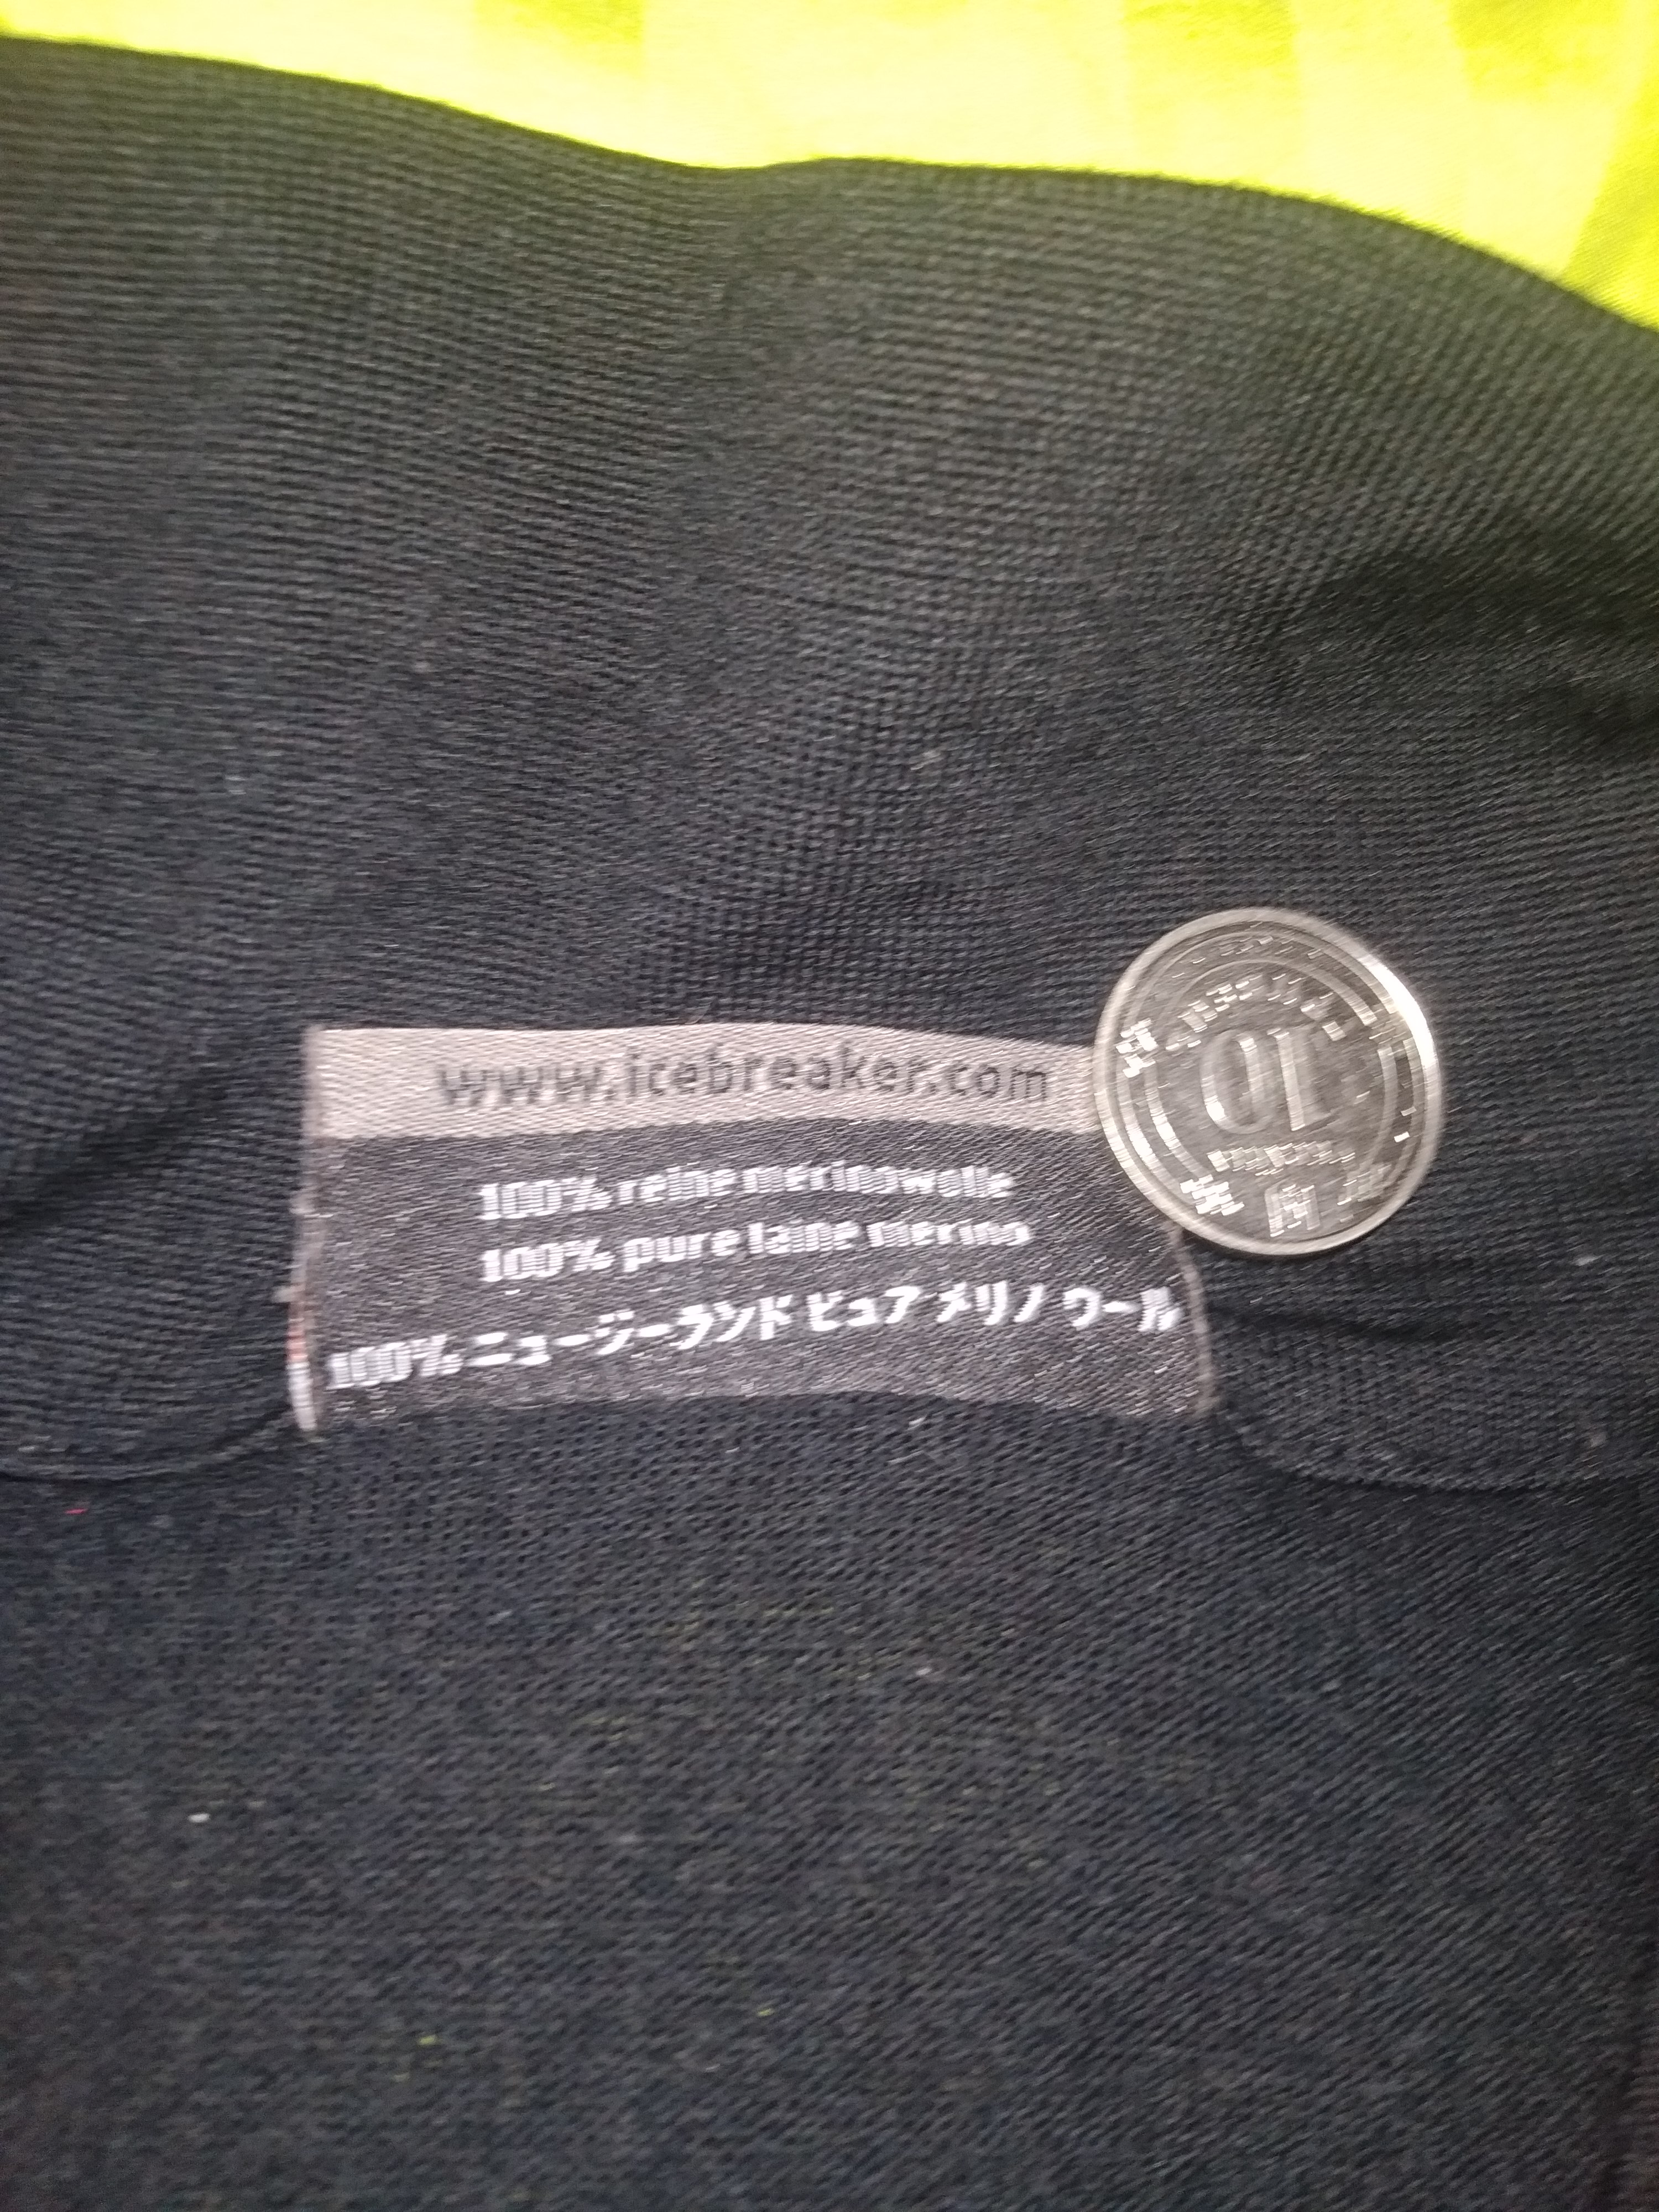 www.icebreaker.com
100% reine merinowolle
100% pure laine merino
100% ニュージーランド ピュア メリノ ウール
10